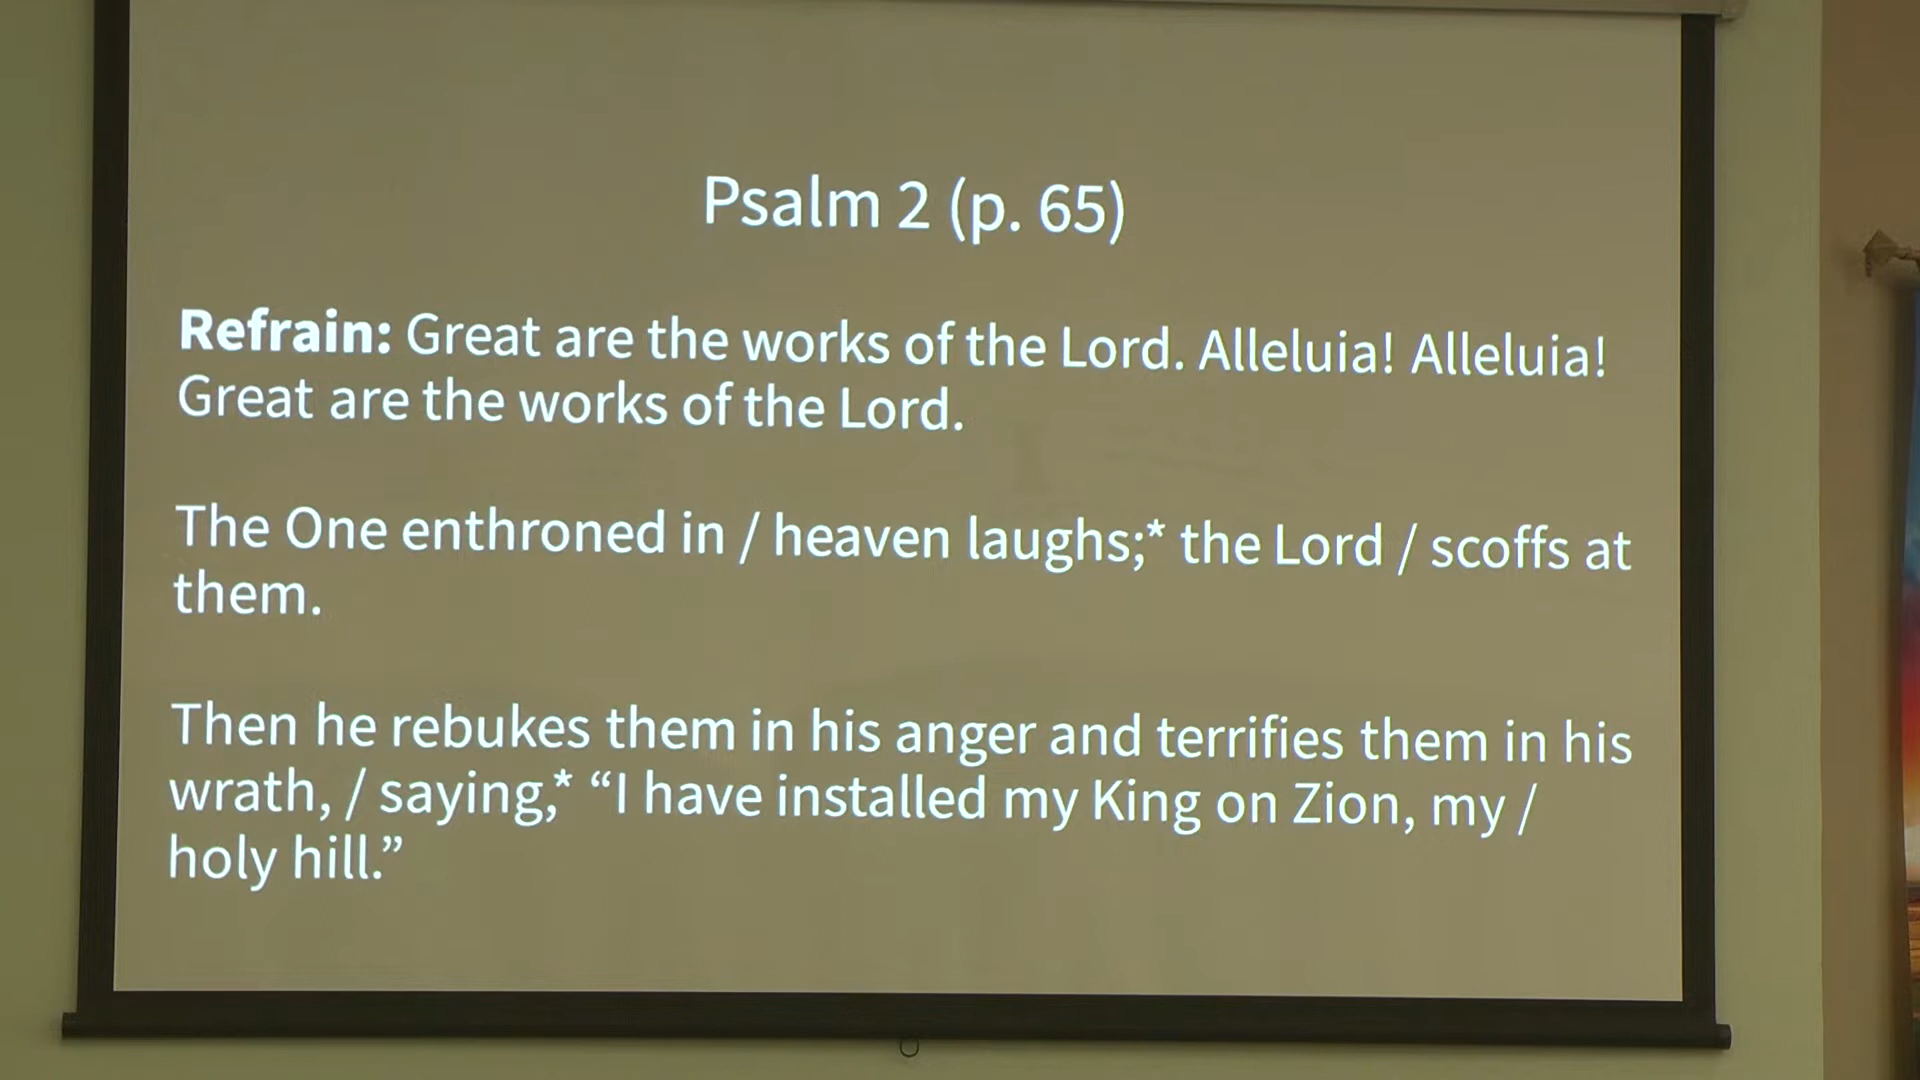 Psalm 2 (p. 65)
Refrain: Great are the works of the Lord. Alleluia! Alleluia!
Great are the works of the Lord.
The One enthroned in / heaven laughs;* the Lord / scoffs at
them.
Then he rebukes them in his anger and terrifies them in his
wrath, / saying,* “I have installed my King on Zion, my /
holy hill.”